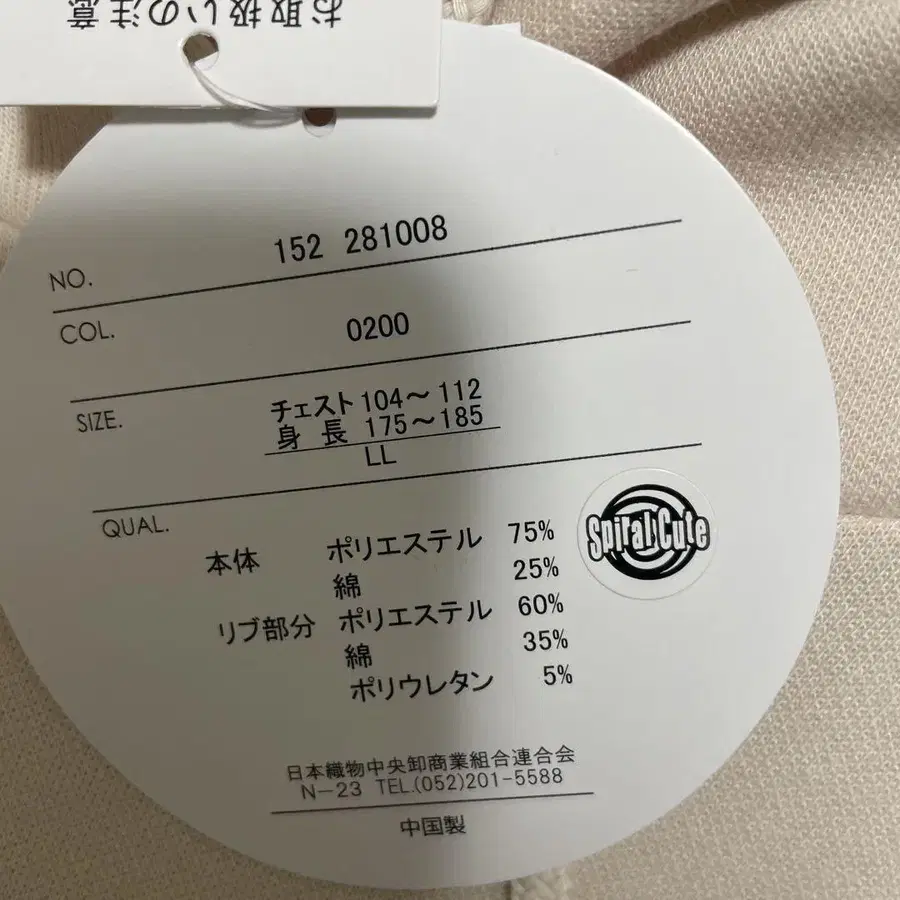 お取扱いの注意
NO. 152 281008
COL. 0200
SIZE. チェスト 104～112
身長 175～185
LL
QUAL.
本体 ポリエステル 75%
綿 25%
リブ部分 ポリエステル 60%
綿 35%
ポリウレタン 5%
Spiral Cute
日本織物中央卸商業組合連合会
N-23 TEL.(052)201-5588
中国製